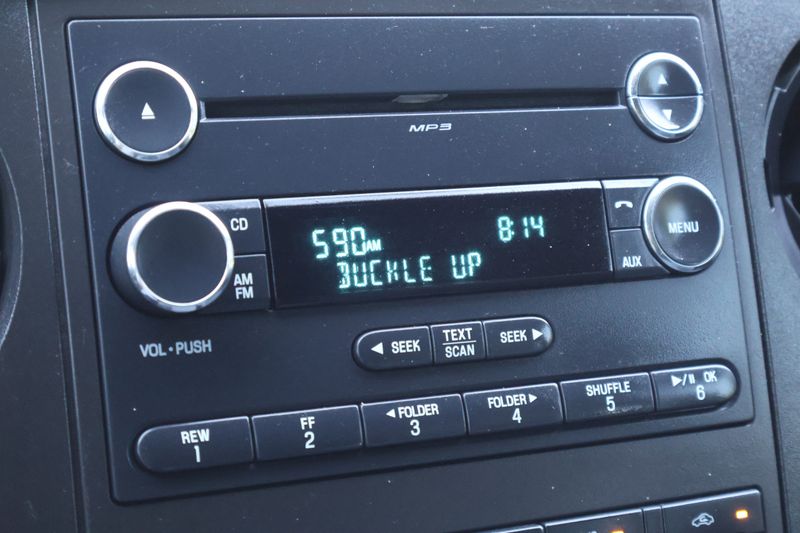 MP3
CD
590AM 8:14
MENU
BUCKLE UP
AM
FM
AUX
VOL • PUSH
◀ SEEK
TEXT
SCAN
SEEK ▶
REW
1
FF
2
◀ FOLDER
3
FOLDER ▶
4
SHUFFLE
5
▶/II OK
6